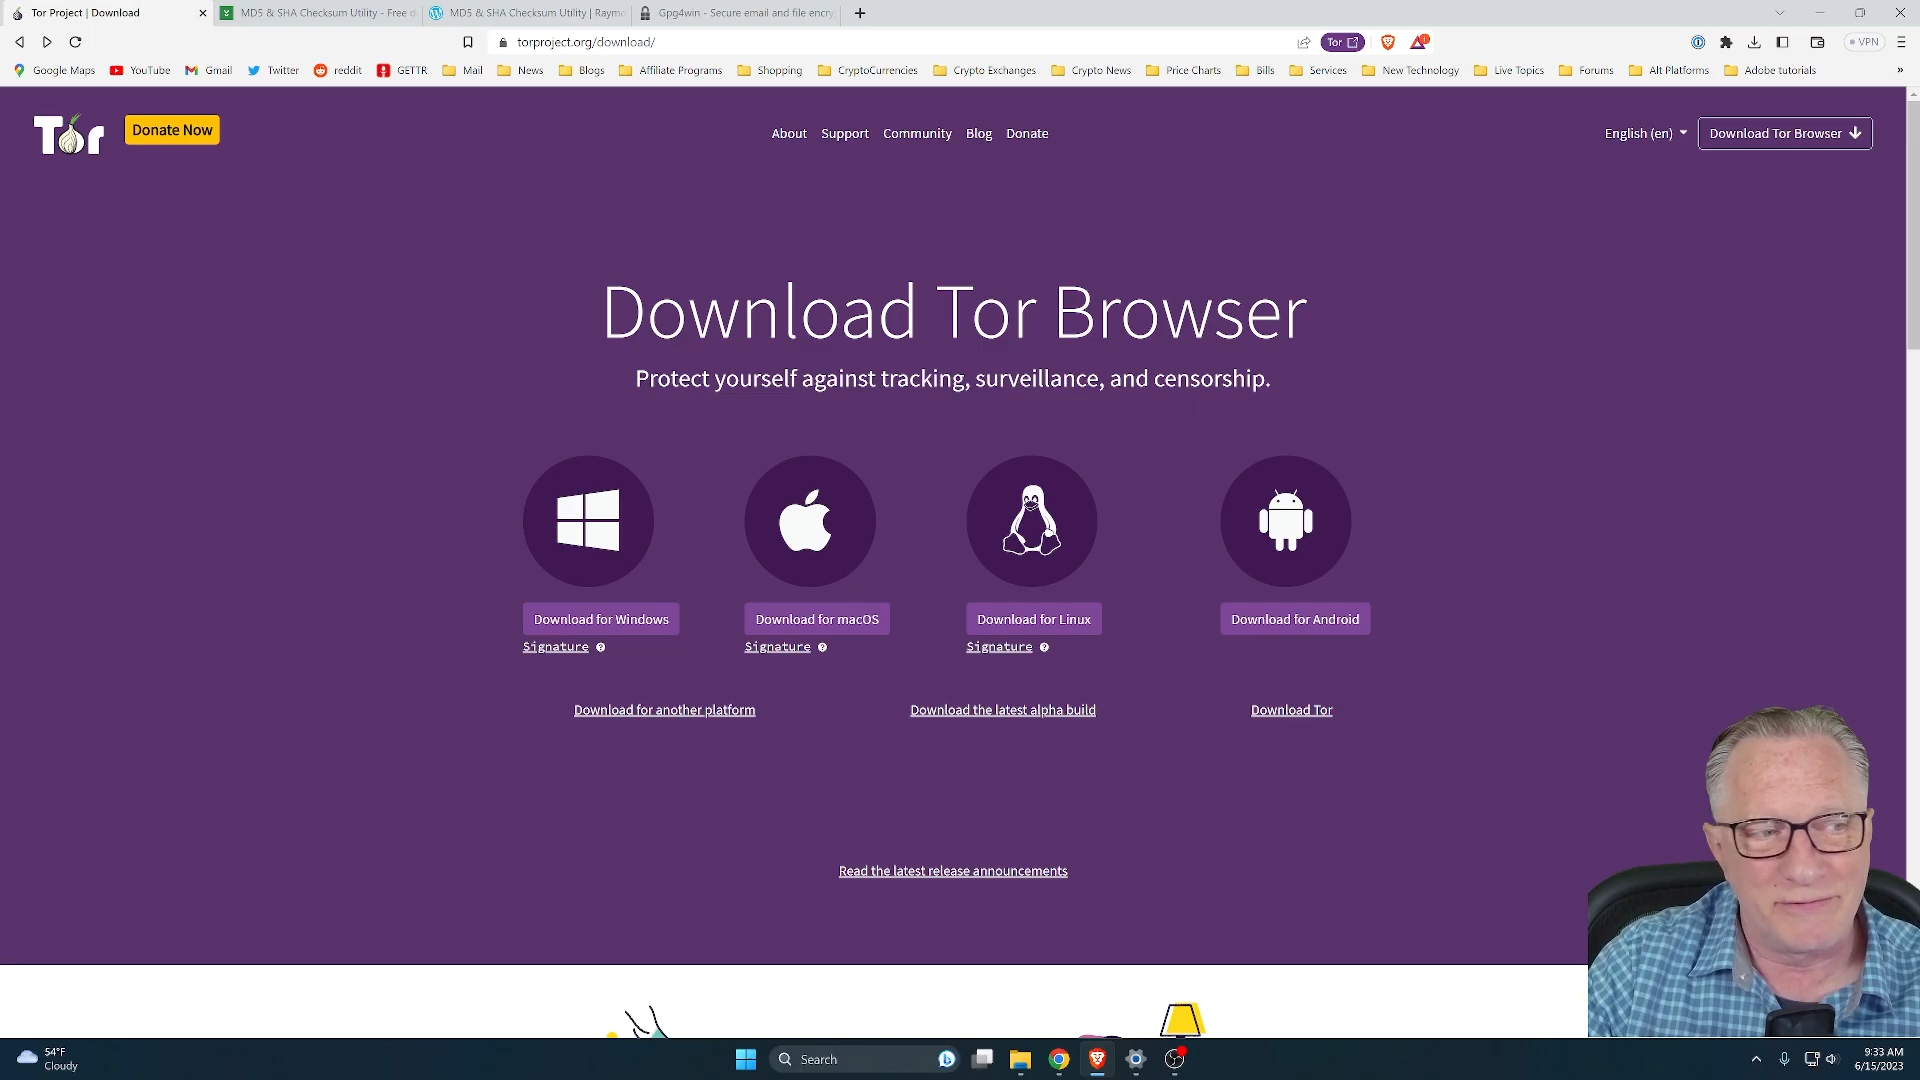 Tor Project | Download
MD5 & SHA Checksum Utility - Free d
MD5 & SHA Checksum Utility | Raymo
Gpg4win - Secure email and file encry
torproject.org/download/
Tor
1
VPN
Google Maps
YouTube
Gmail
Twitter
reddit
GETTR
Mail
News
Blogs
Affiliate Programs
Shopping
CryptoCurrencies
Crypto Exchanges
Crypto News
Price Charts
Bills
Services
New Technology
Live Topics
Forums
Alt Platforms
Adobe tutorials
»
Tor
Donate Now
About
Support
Community
Blog
Donate
English (en)
Download Tor Browser
Download Tor Browser
Protect yourself against tracking, surveillance, and censorship.
Download for Windows
Download for macOS
Download for Linux
Download for Android
Signature ?
Signature ?
Signature ?
Download for another platform
Download the latest alpha build
Download Tor
Read the latest release announcements
54°F
Cloudy
Search
9:33 AM
6/15/2023